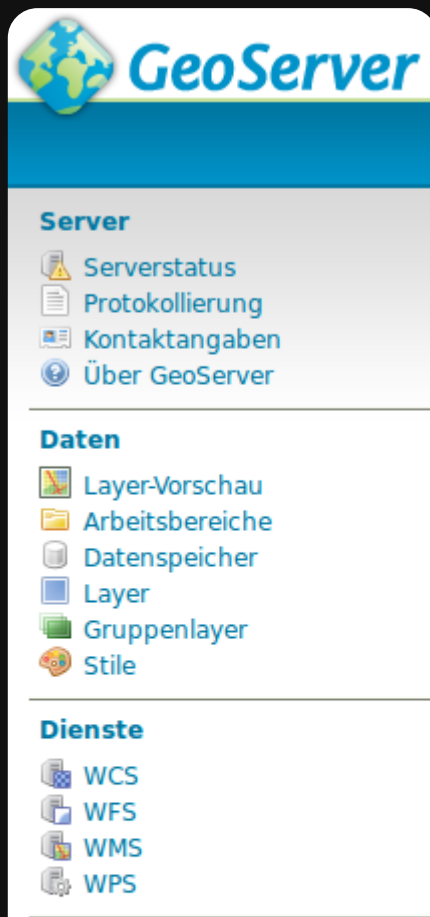 GeoServer
Server
Serverstatus
Protokollierung
Kontaktangaben
Über GeoServer
Daten
Layer-Vorschau
Arbeitsbereiche
Datenspeicher
Layer
Gruppenlayer
Stile
Dienste
WCS
WFS
WMS
WPS